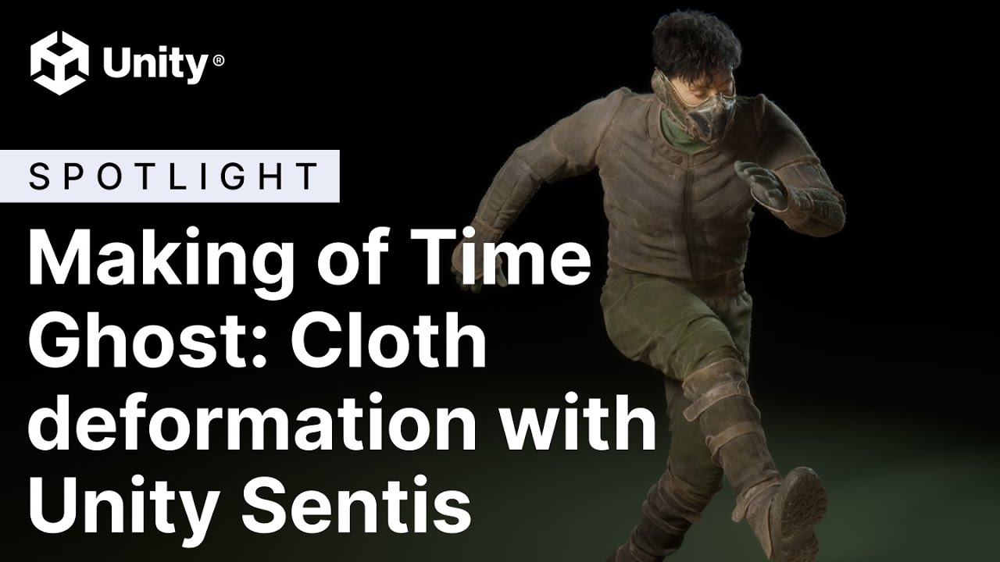 Unity®
SPOTLIGHT
Making of Time
Ghost: Cloth
deformation with
Unity Sentis